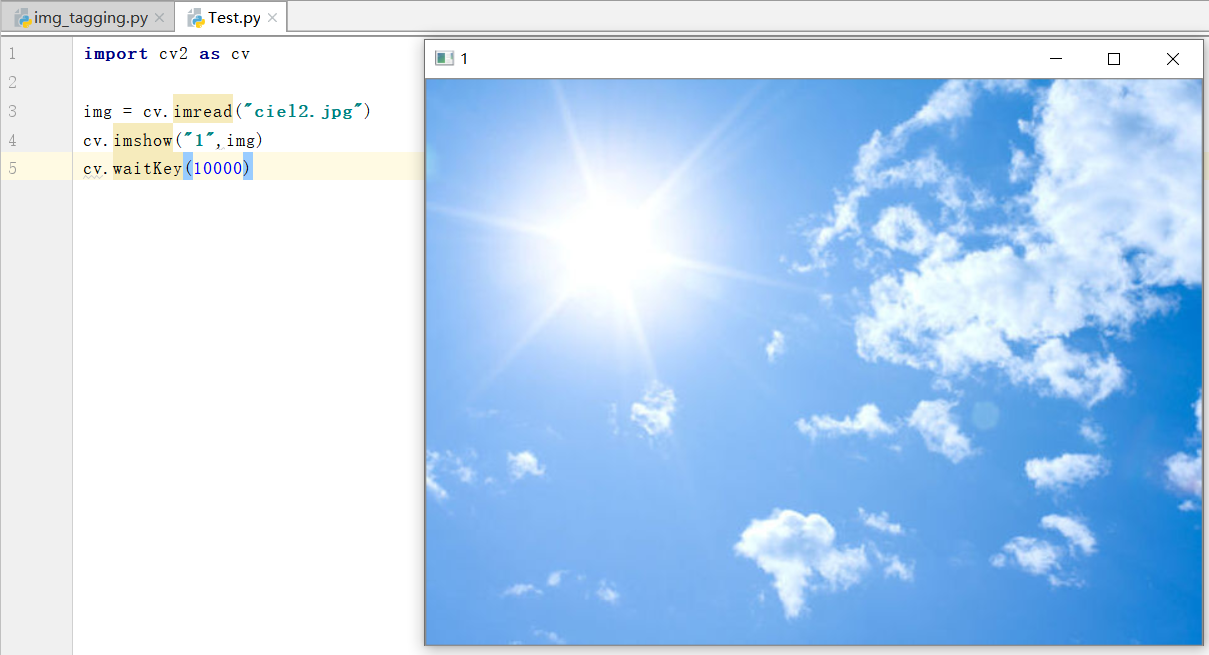 img_tagging.py
Test.py
1 import cv2 as cv
2
3 img = cv.imread("ciel2.jpg")
4 cv.imshow("1",img)
5 cv.waitKey(10000)
1